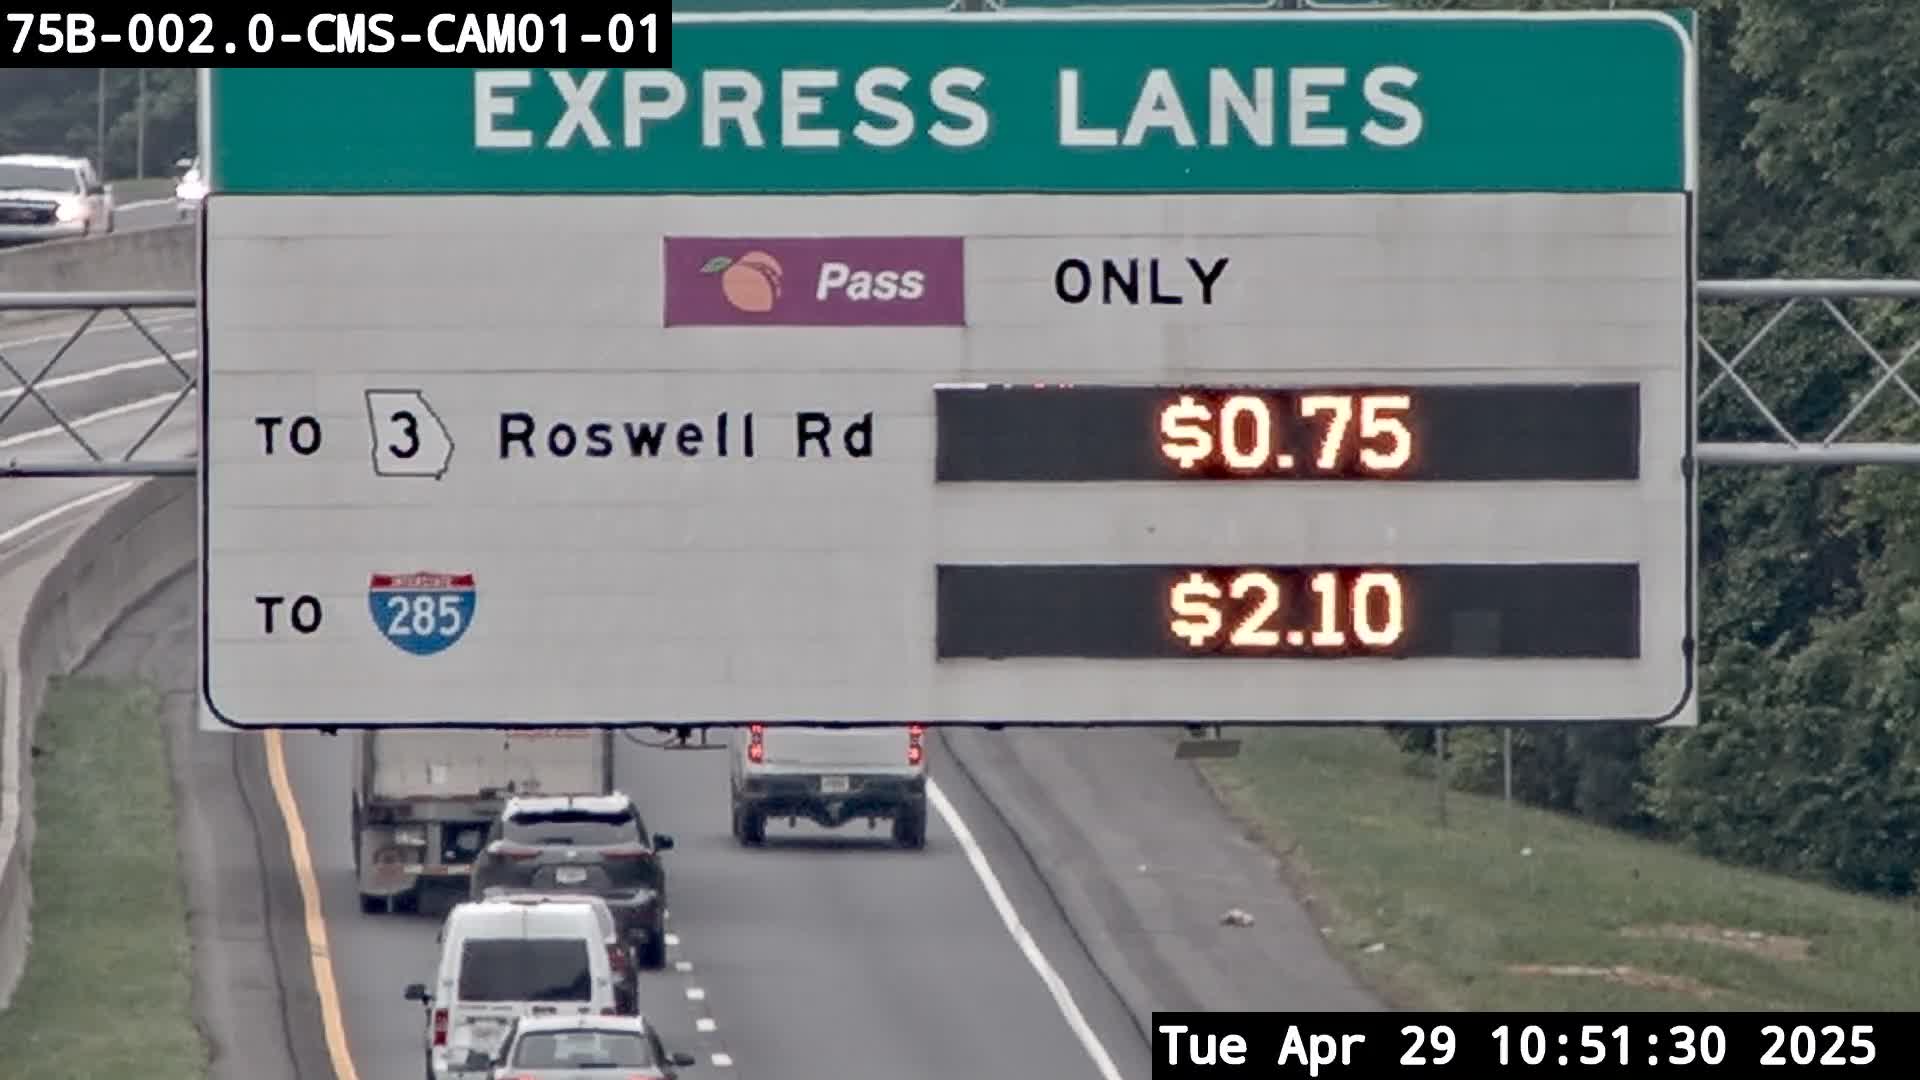 75B-002.0-CMS-CAM01-01
EXPRESS LANES
Pass ONLY
TO 3 Roswell Rd $0.75
TO 285 $2.10
Tue Apr 29 10:51:30 2025